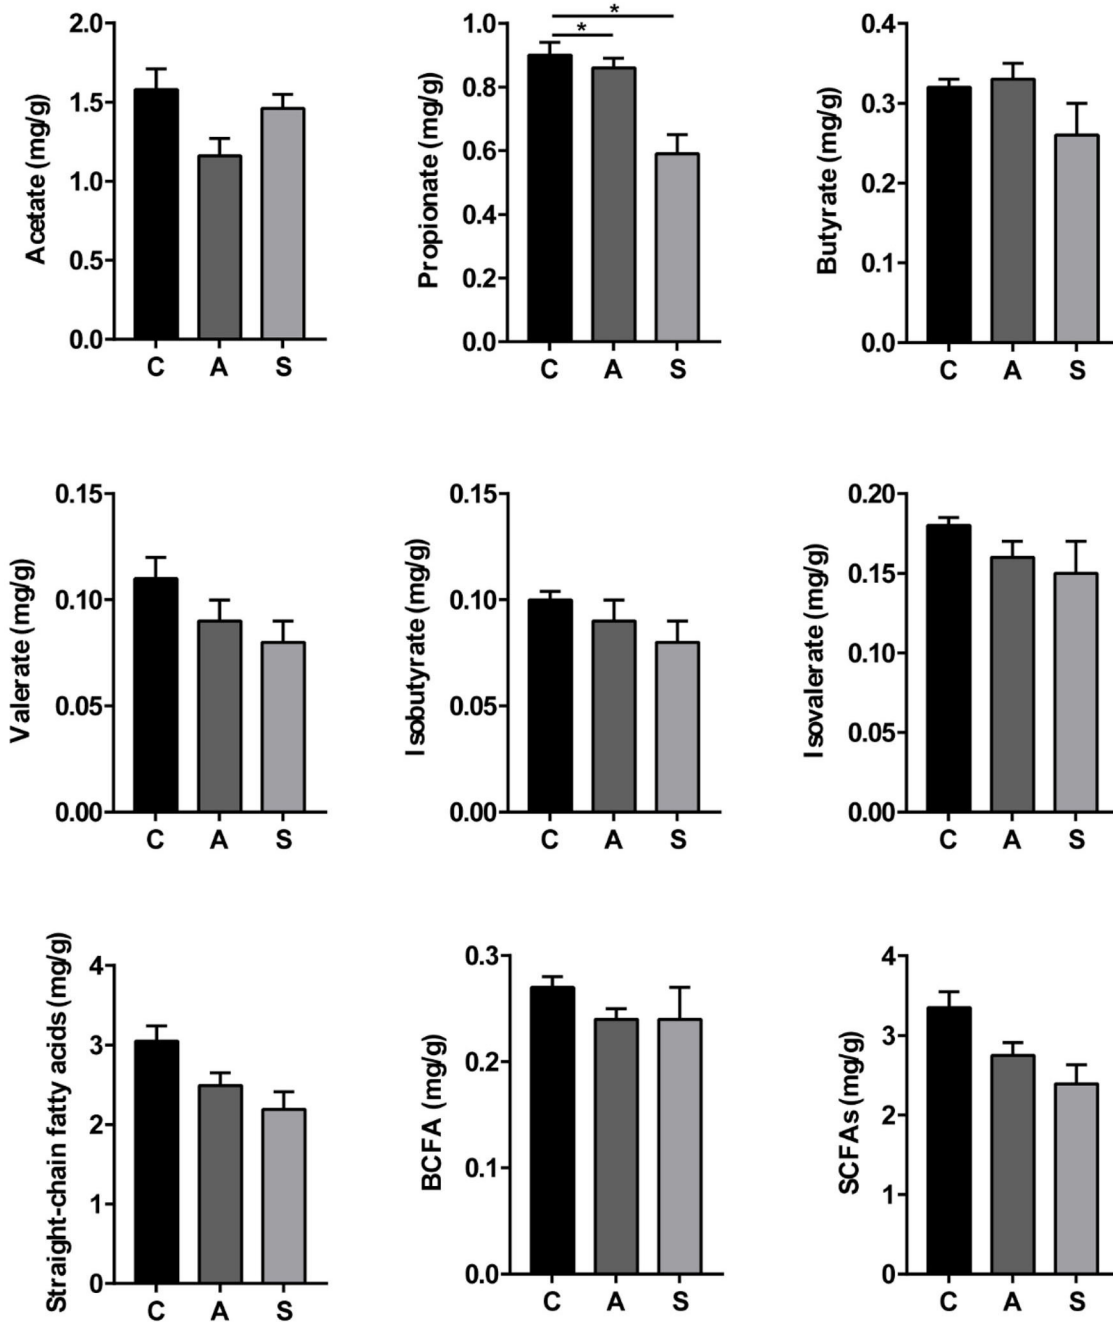 Acetate (mg/g)
2.0
1.5
1.0
0.5
0.0
C A S
Propionate (mg/g)
1.0
0.8
0.6
0.4
0.2
0.0
*
*
C A S
Butyrate (mg/g)
0.4
0.3
0.2
0.1
0.0
C A S
Valerate (mg/g)
0.15
0.10
0.05
0.00
C A S
Isobutyrate (mg/g)
0.15
0.10
0.05
0.00
C A S
Isovalerate (mg/g)
0.20
0.15
0.10
0.05
0.00
C A S
Straight-chain fatty acids (mg/g)
4
3
2
1
0
C A S
BCFA (mg/g)
0.3
0.2
0.1
0.0
C A S
SCFAs (mg/g)
4
3
2
1
0
C A S